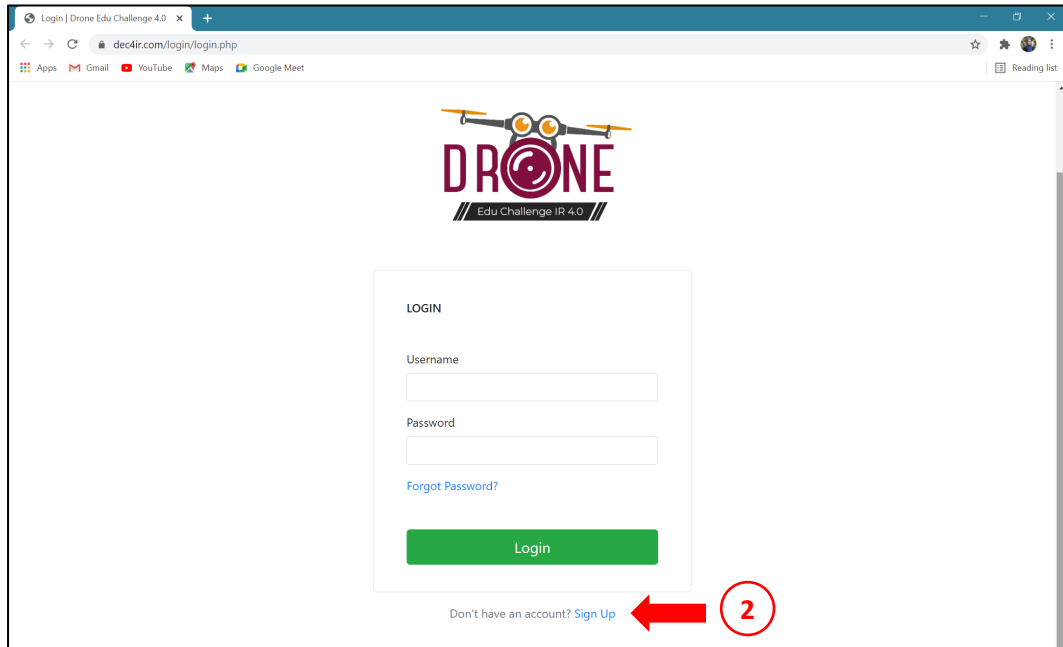 Login | Drone Edu Challenge 4.0
dec4ir.com/login/login.php
Apps Gmail YouTube Maps Google Meet Reading list
DRONE
Edu Challenge IR 4.0
LOGIN
Username
Password
Forgot Password?
Login
Don't have an account? Sign Up
2